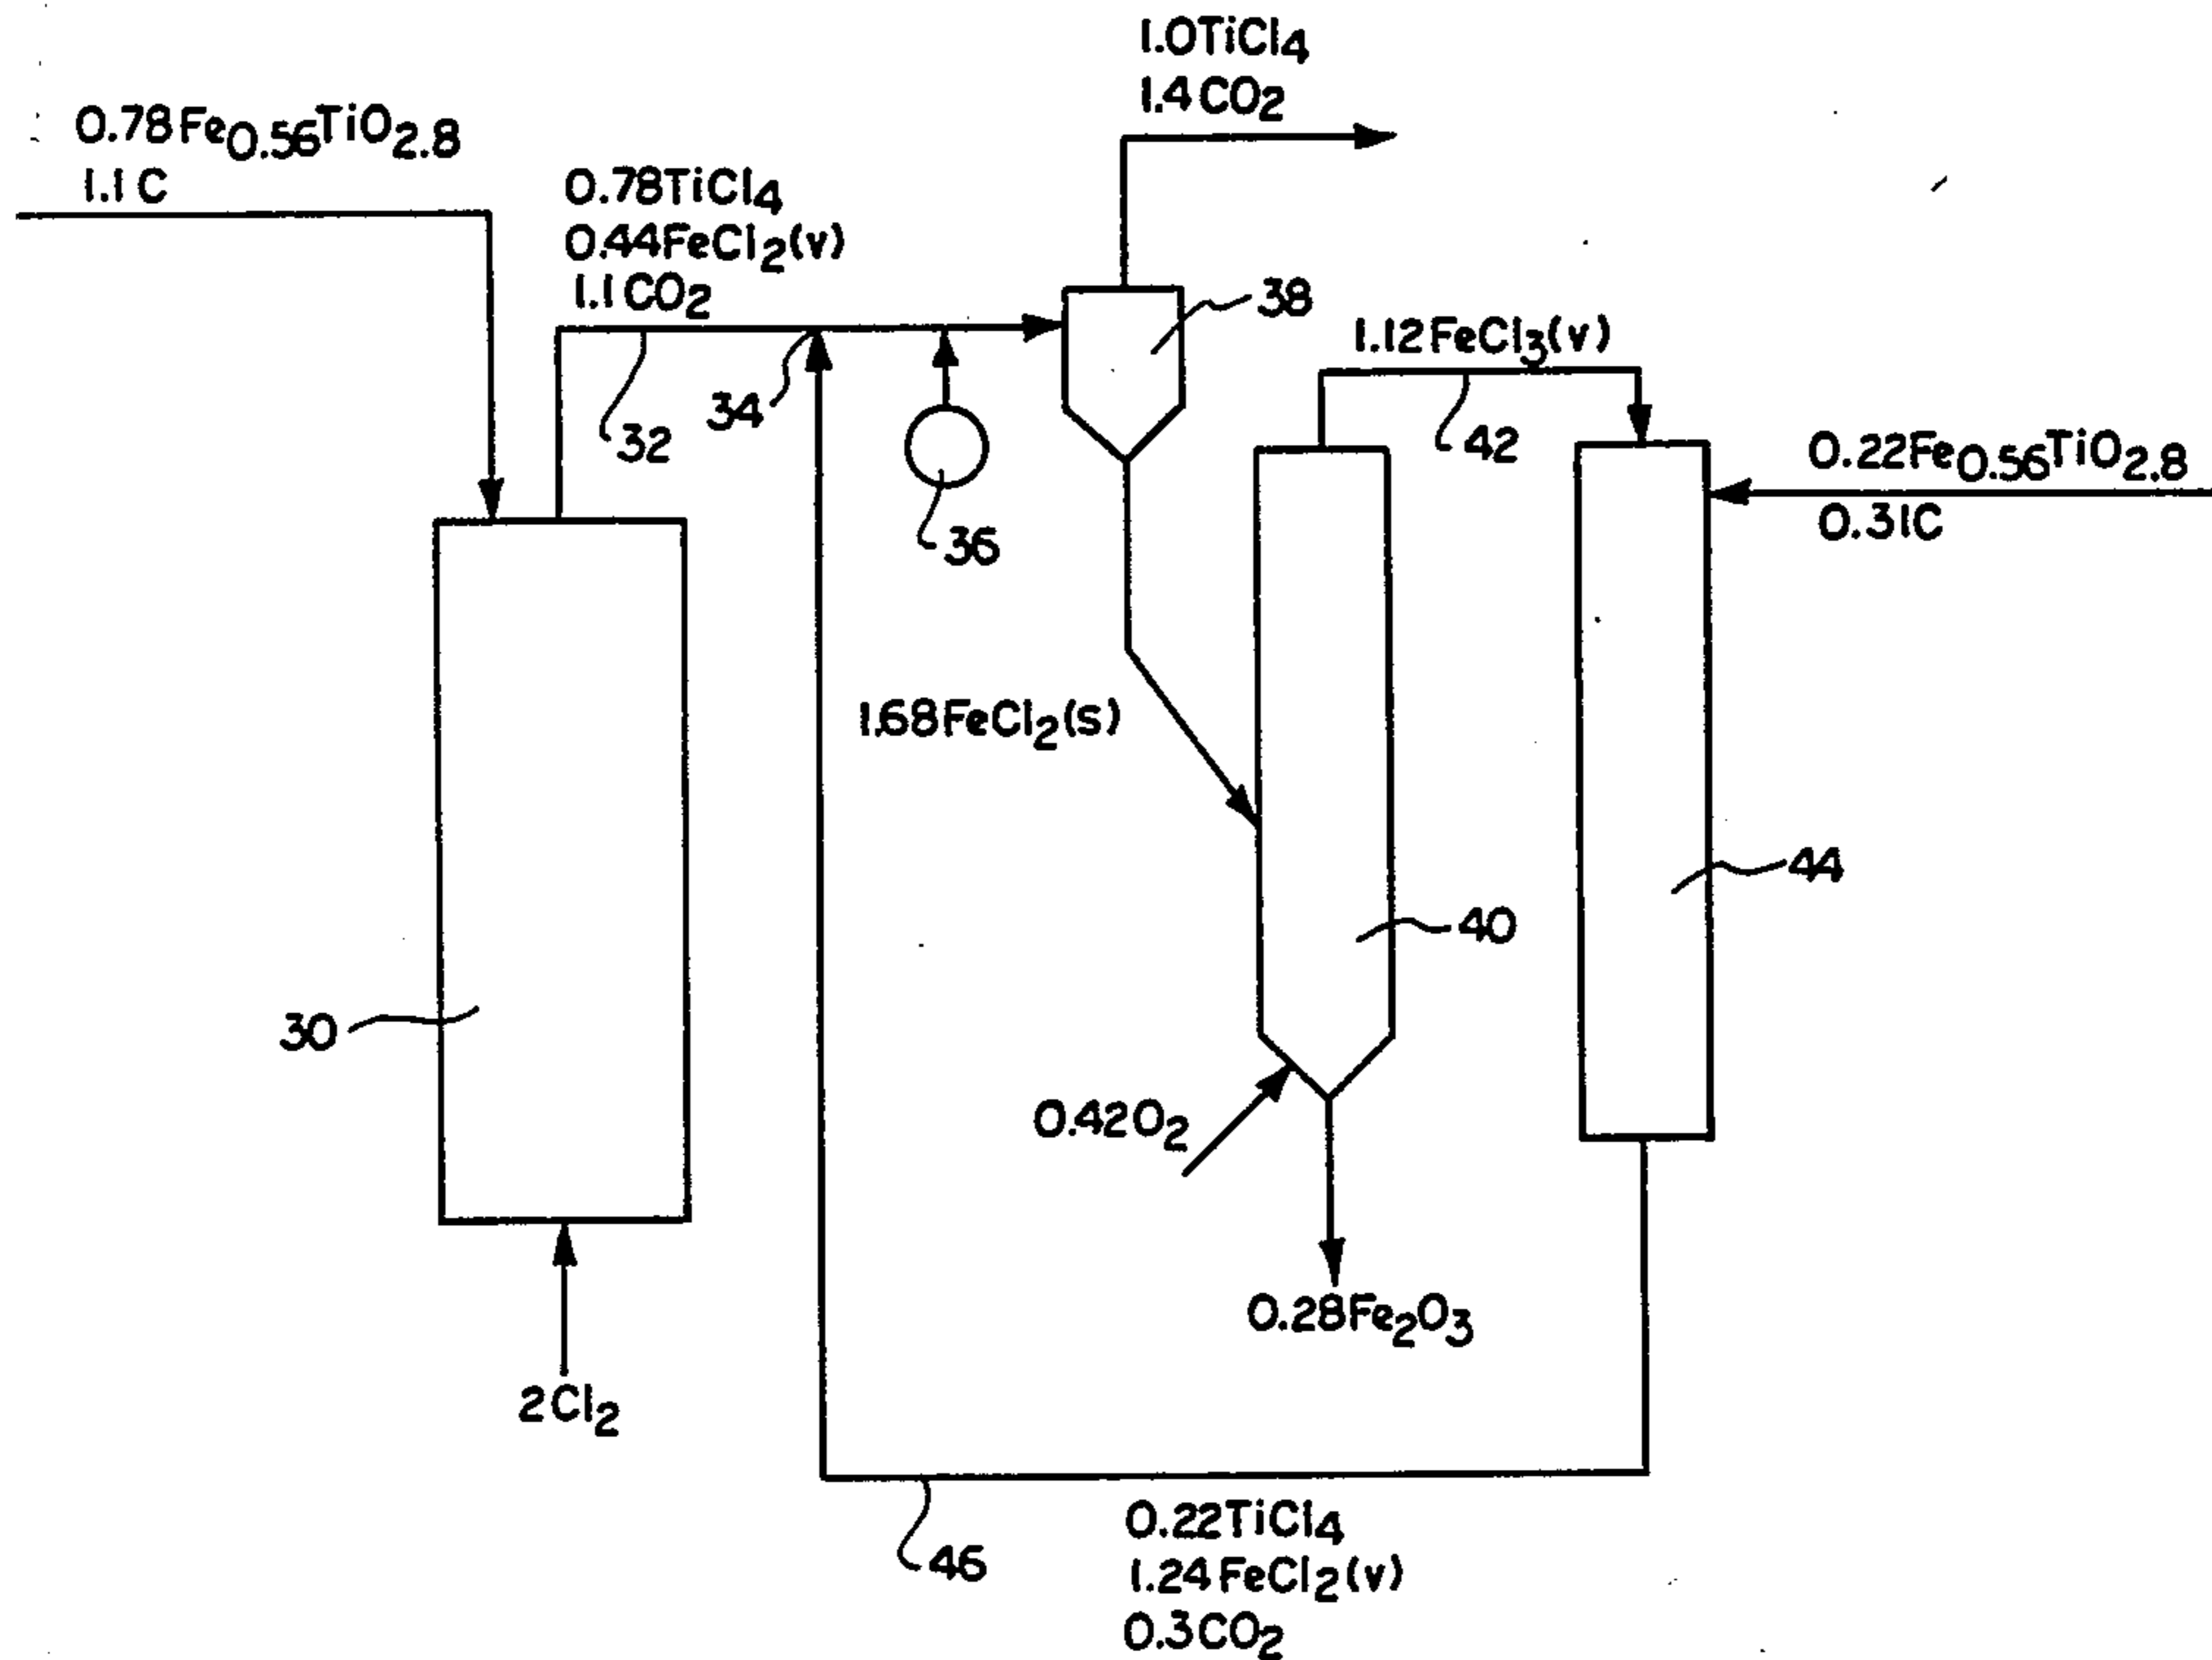 1.0TiCl4
1.4CO2
0.78Fe0.56TiO2.8
1.1C
0.78TiCl4
0.44FeCl2(v)
1.1CO2
38
1.12FeCl3(v)
34
32
42
0.22Fe0.56TiO2.8
0.31C
36
1.68FeCl2(s)
44
40
30
0.42O2
0.28Fe2O3
2Cl2
46
0.22TiCl4
1.24FeCl2(v)
0.3CO2